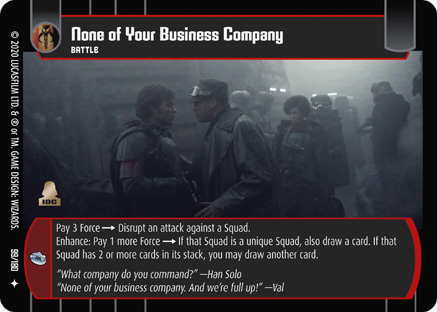 None of Your Business Company
BATTLE
© 2020 LUCASFILM LTD. & ® or TM. GAME DESIGN: WIZARDS.
IDC
Pay 3 Force → Disrupt an attack against a Squad.
Enhance: Pay 1 more Force → If that Squad is a unique Squad, also draw a card. If that
Squad has 2 or more cards in its stack, you may draw another card.
"What company do you command?" —Han Solo
"None of your business company. And we're full up!" —Val